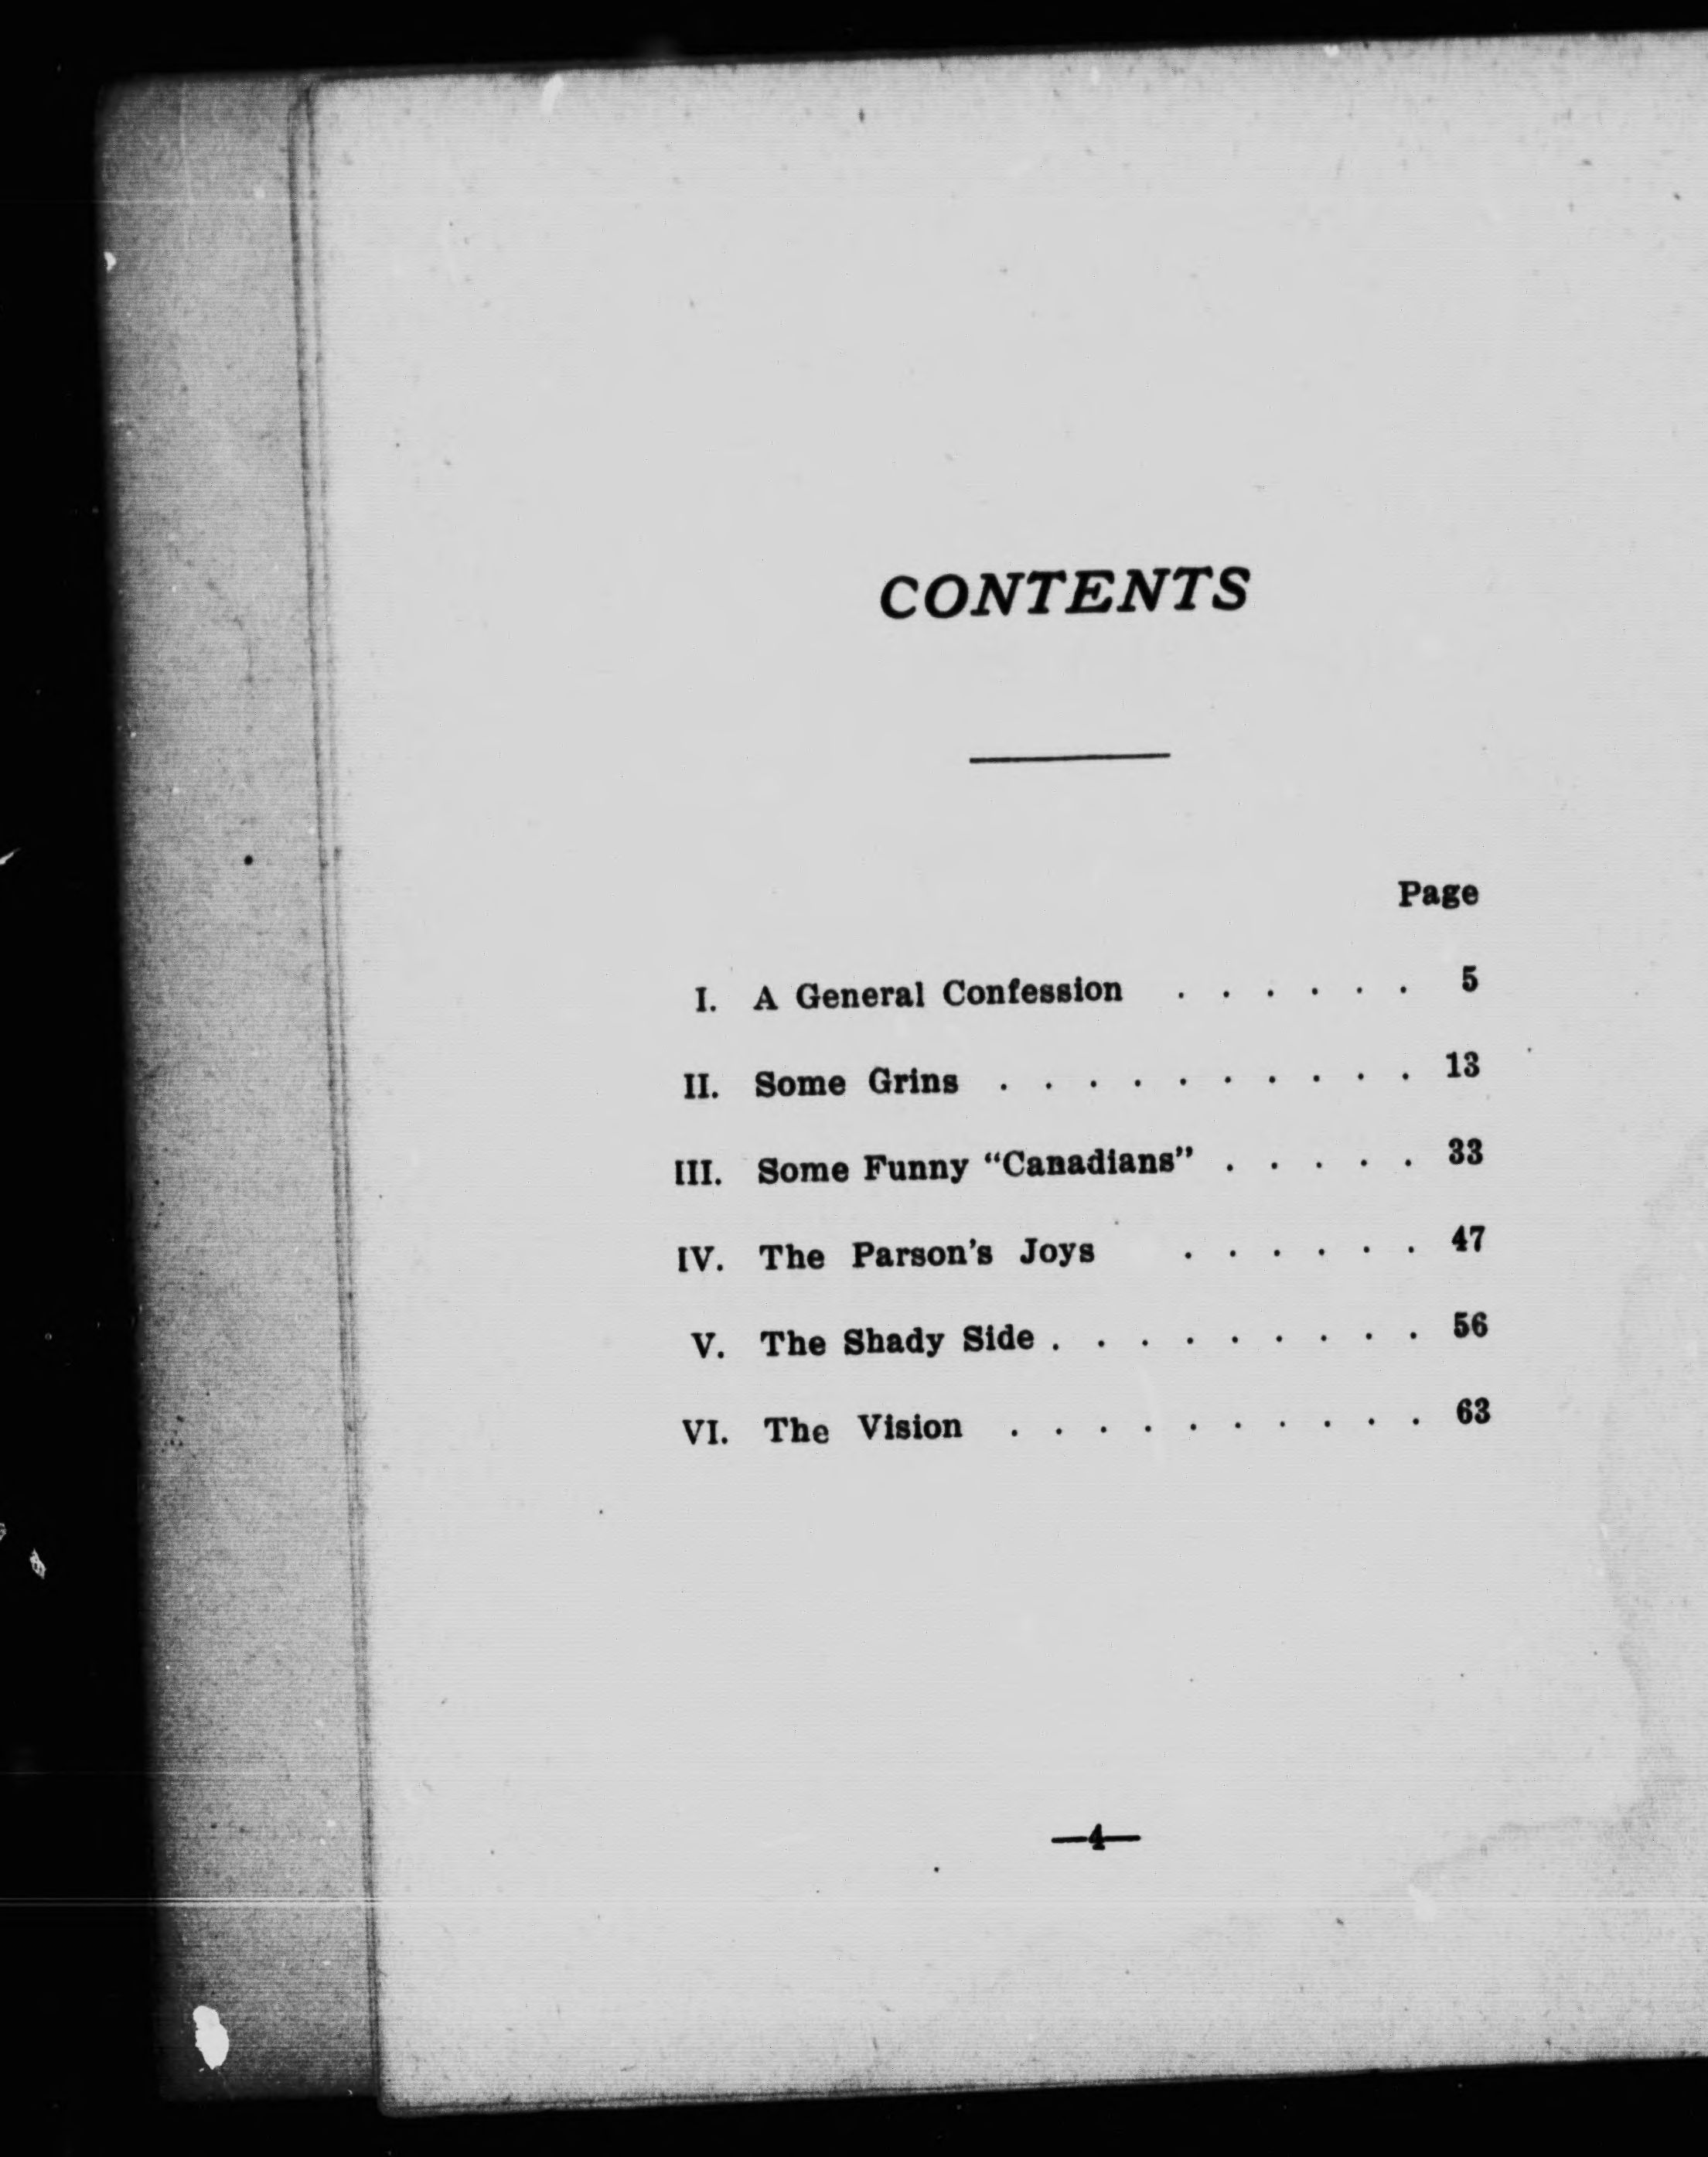 CONTENTS
Page
I. A General Confession . . . . . . 5
II. Some Grins . . . . . . . . . . 13
III. Some Funny “Canadians” . . . . . 33
IV. The Parson's Joys . . . . . . 47
V. The Shady Side . . . . . . . . . 56
VI. The Vision . . . . . . . . . . 63
—4—